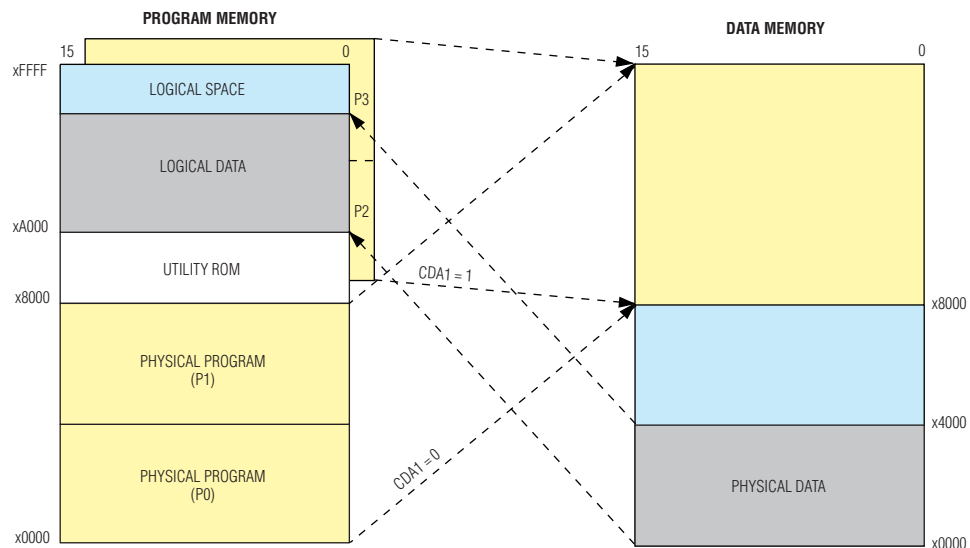 PROGRAM MEMORY
15
0
xFFFF
LOGICAL SPACE
P3
LOGICAL DATA
P2
xA000
UTILITY ROM
x8000
PHYSICAL PROGRAM
(P1)
PHYSICAL PROGRAM
(P0)
x0000
CDA1 = 1
CDA1 = 0
DATA MEMORY
15
0
x8000
x4000
PHYSICAL DATA
x0000